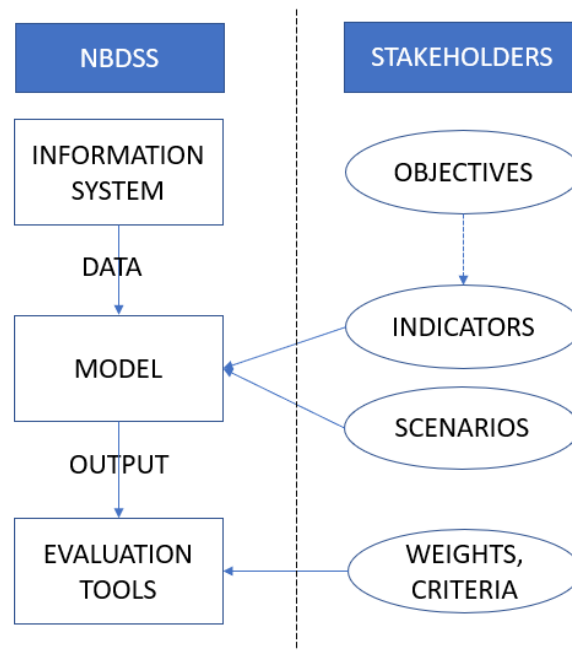 NBDSS
STAKEHOLDERS
INFORMATION
SYSTEM
OBJECTIVES
DATA
MODEL
INDICATORS
SCENARIOS
OUTPUT
EVALUATION
TOOLS
WEIGHTS,
CRITERIA